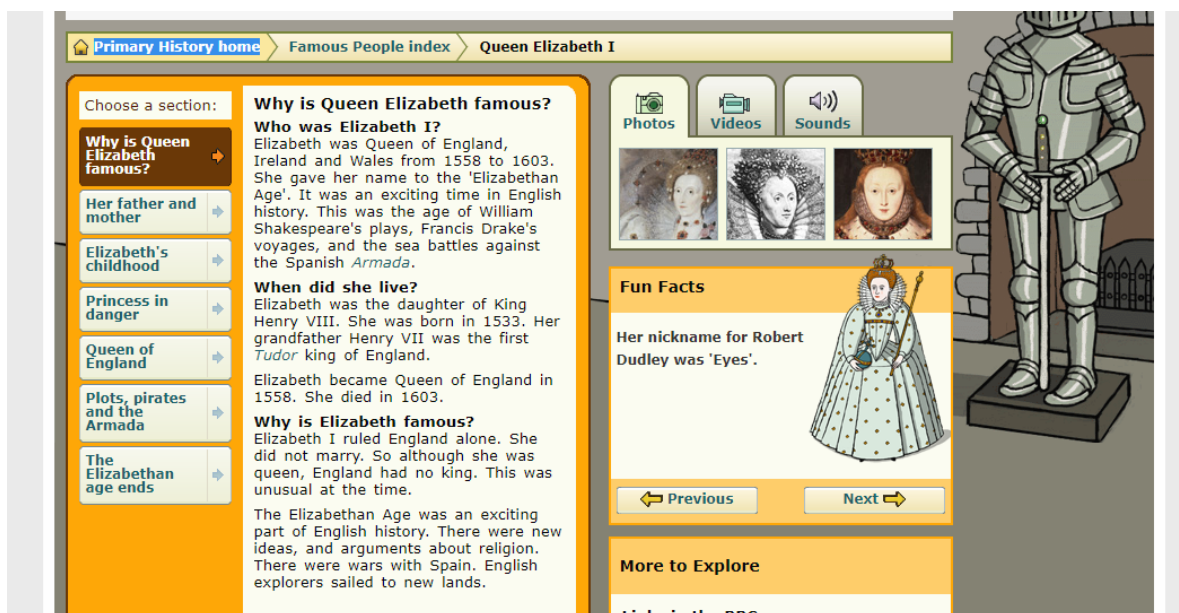 Primary History home Famous People index Queen Elizabeth I
Choose a section:
Why is Queen
Elizabeth
famous?
Her father and
mother
Elizabeth's
childhood
Princess in
danger
Queen of
England
Plots, pirates
and the
Armada
The
Elizabethan
age ends
Why is Queen Elizabeth famous?
Who was Elizabeth I?
Elizabeth was Queen of England,
Ireland and Wales from 1558 to 1603.
She gave her name to the 'Elizabethan
Age'. It was an exciting time in English
history. This was the age of William
Shakespeare's plays, Francis Drake's
voyages, and the sea battles against
the Spanish Armada.
When did she live?
Elizabeth was the daughter of King
Henry VIII. She was born in 1533. Her
grandfather Henry VII was the first
Tudor king of England.
Elizabeth became Queen of England in
1558. She died in 1603.
Why is Elizabeth famous?
Elizabeth I ruled England alone. She
did not marry. So although she was
queen, England had no king. This was
unusual at the time.
The Elizabethan Age was an exciting
part of English history. There were new
ideas, and arguments about religion.
There were wars with Spain. English
explorers sailed to new lands.
Photos Videos Sounds
Fun Facts
Her nickname for Robert
Dudley was 'Eyes'.
Previous Next
More to Explore